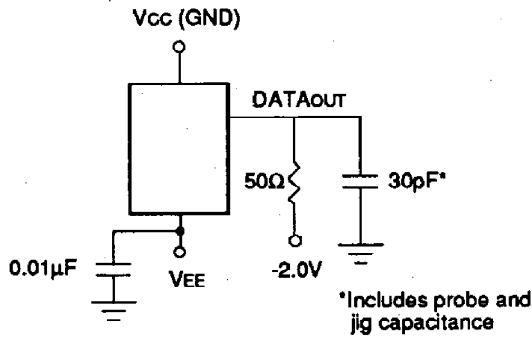 VCC (GND)
DATAOUT
50Ω
30pF*
0.01µF
VEE
-2.0V
*Includes probe and
jig capacitance